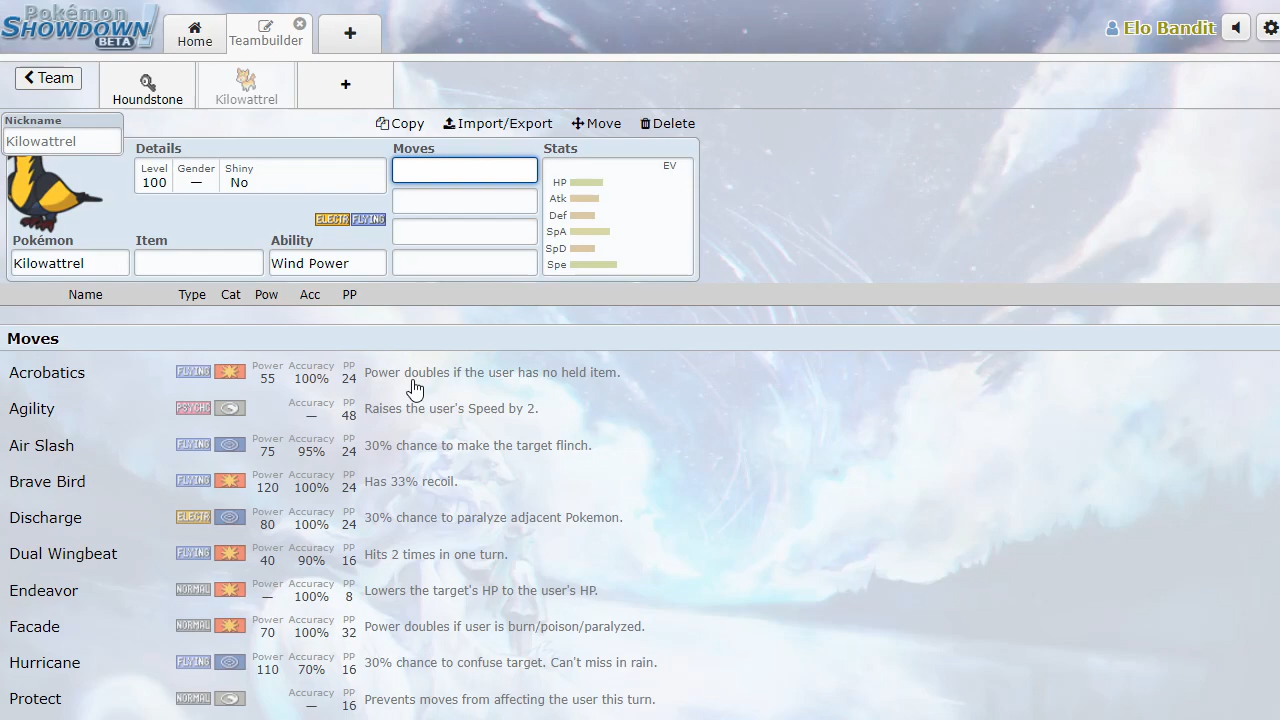 Pokémon
SHOWDOWN!
BETA
Home
Teambuilder
+
Elo Bandit
Team
Houndstone
Kilowattrel
+
Nickname
Kilowattrel
Copy Import/Export Move Delete
Details Moves Stats
Level Gender Shiny
100 — No
EV
HP
Atk
Def
SpA
SpD
Spe
ELECTR FLYING
Pokémon Item Ability
Kilowattrel Wind Power
Name Type Cat Pow Acc PP
Moves
Acrobatics FLYING Power 55 Accuracy 100% PP 24 Power doubles if the user has no held item.
Agility PSYCHC Accuracy — PP 48 Raises the user's Speed by 2.
Air Slash FLYING Power 75 Accuracy 95% PP 24 30% chance to make the target flinch.
Brave Bird FLYING Power 120 Accuracy 100% PP 24 Has 33% recoil.
Discharge ELECTR Power 80 Accuracy 100% PP 24 30% chance to paralyze adjacent Pokemon.
Dual Wingbeat FLYING Power 40 Accuracy 90% PP 16 Hits 2 times in one turn.
Endeavor NORMAL Power — Accuracy 100% PP 8 Lowers the target's HP to the user's HP.
Facade NORMAL Power 70 Accuracy 100% PP 32 Power doubles if user is burn/poison/paralyzed.
Hurricane FLYING Power 110 Accuracy 70% PP 16 30% chance to confuse target. Can't miss in rain.
Protect NORMAL Accuracy — PP 16 Prevents moves from affecting the user this turn.